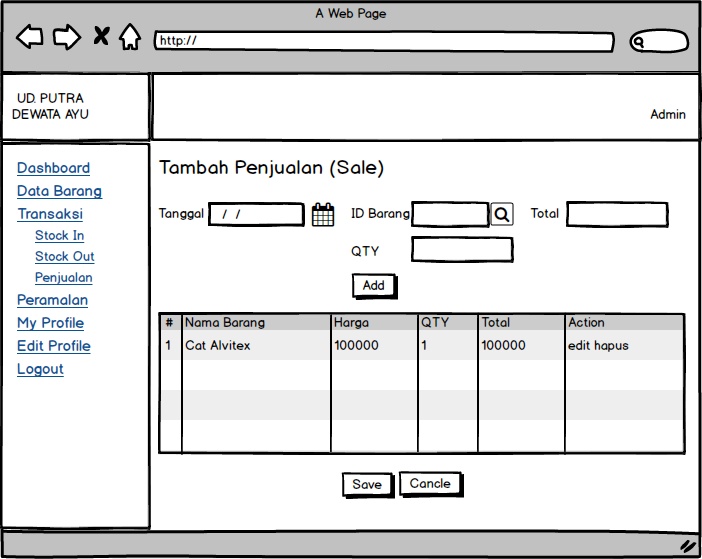 A Web Page
http://
UD. PUTRA
DEWATA AYU
Admin
Dashboard
Data Barang
Transaksi
Stock In
Stock Out
Penjualan
Peramalan
My Profile
Edit Profile
Logout
Tambah Penjualan (Sale)
Tanggal / / ID Barang Total
QTY
Add
# Nama Barang Harga QTY Total Action
1 Cat Alvitex 100000 1 100000 edit hapus
Save Cancle